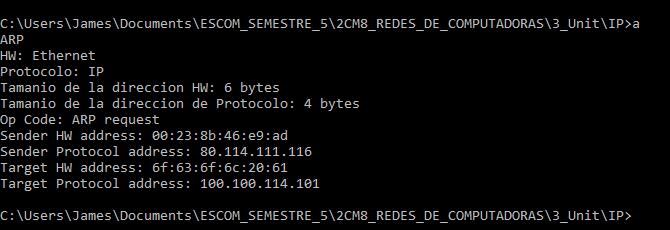 C:\Users\James\Documents\ESCOM_SEMESTRE_5\2CM8_REDES_DE_COMPUTADORAS\3_Unit\IP>a
ARP
HW: Ethernet
Protocolo: IP
Tamanio de la direccion HW: 6 bytes
Tamanio de la direccion de Protocolo: 4 bytes
Op Code: ARP request
Sender HW address: 00:23:8b:46:e9:ad
Sender Protocol address: 80.114.111.116
Target HW address: 6f:63:6f:6c:20:61
Target Protocol address: 100.100.114.101
C:\Users\James\Documents\ESCOM_SEMESTRE_5\2CM8_REDES_DE_COMPUTADORAS\3_Unit\IP>